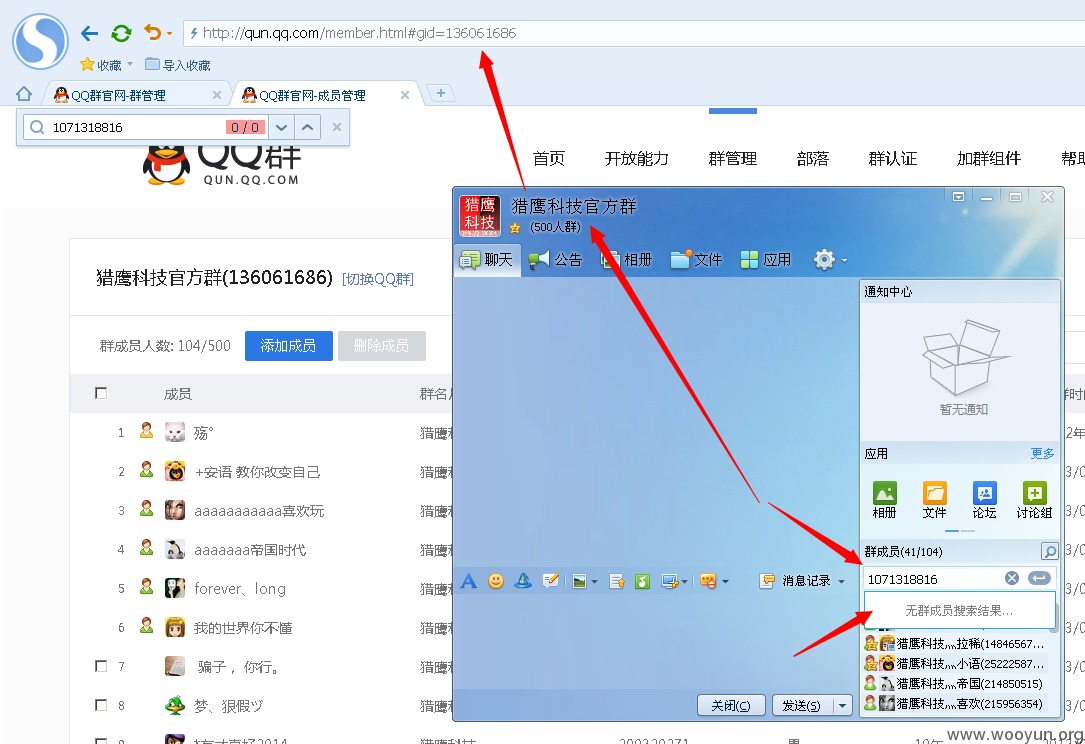 http://qun.qq.com/member.html#gid=136061686
收藏 导入收藏
QQ群官网-群管理 QQ群官网-成员管理
1071318816 0 / 0
QQ群
QUN.QQ.COM
首页 开放能力 群管理 部落 群认证 加群组件 帮助
猎鹰科技官方群(136061686) [切换QQ群]
群成员人数: 104/500 添加成员 删除成员
成员 群名
1 殇° 猎鹰科
2 +安语 教你改变自己 猎鹰科
3 aaaaaaaaaaa喜欢玩 猎鹰科
4 aaaaaaa帝国时代 猎鹰科
5 forever、long 猎鹰科
6 我的世界你不懂 猎鹰科
7 骗子 ，你行。 猎鹰科
8 梦、狠假ヅ 猎鹰科
猎鹰科技
猎鹰科技官方群
(500人群)
聊天 公告 相册 文件 应用
通知中心
暂无通知
应用 更多
相册 文件 论坛 讨论组
群成员(41/104)
消息记录
1071318816
无群成员搜索结果...
猎鹰科技灬拉稀(14846567...
猎鹰科技灬小语(25222587...
猎鹰科技灬帝国(214850515)
猎鹰科技灬喜欢(215956354)
关闭(C) 发送(S)
www.wooyun.org